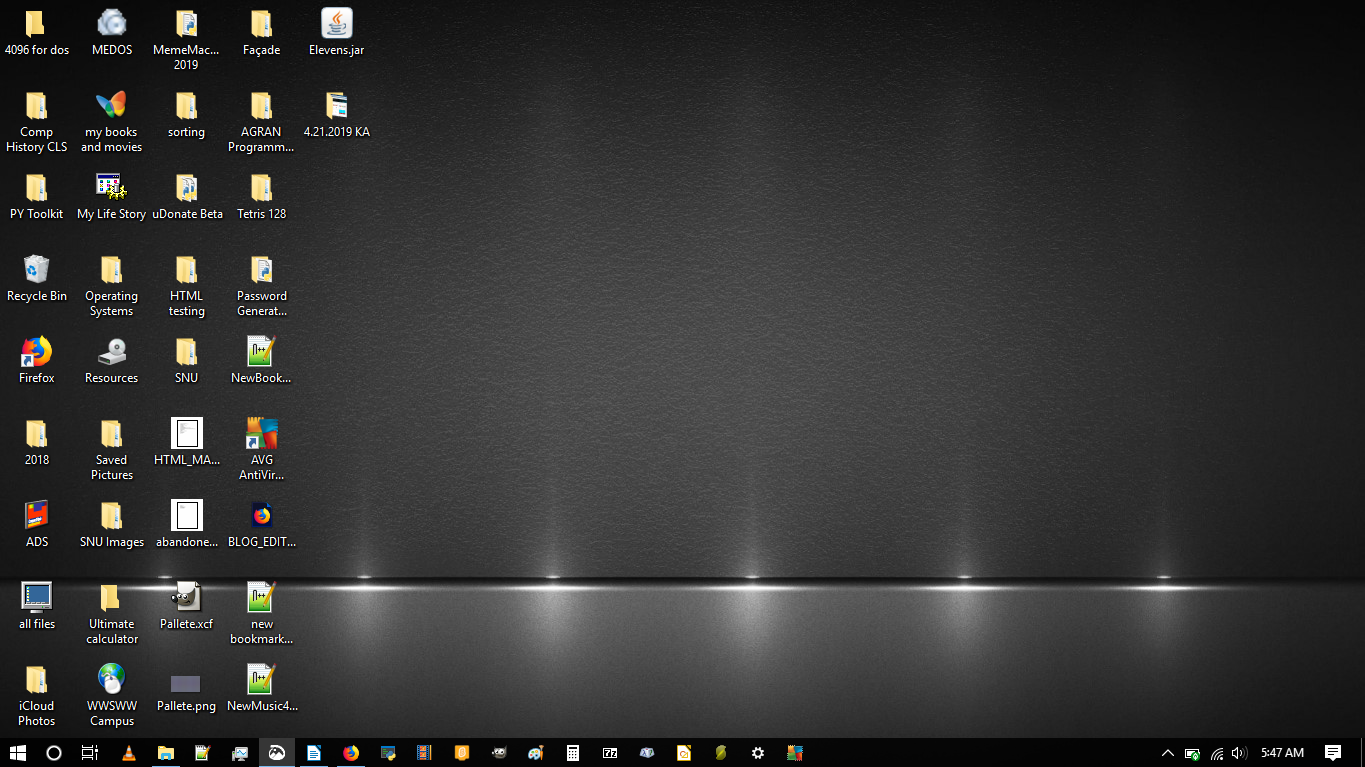 4096 for dos
MEDOS
MemeMac...
2019
Façade
Elevens.jar
Comp
History CLS
my books
and movies
sorting
AGRAN
Programm...
4.21.2019 KA
PY Toolkit
My Life Story
uDonate Beta
Tetris 128
Recycle Bin
Operating
Systems
HTML
testing
Password
Generat...
Firefox
Resources
SNU
NewBook...
2018
Saved
Pictures
HTML_MA...
AVG
AntiVir...
ADS
SNU Images
abandone...
BLOG_EDIT...
all files
Ultimate
calculator
Pallete.xcf
new
bookmark...
iCloud
Photos
WWSWW
Campus
Pallete.png
NewMusic4...
5:47 AM